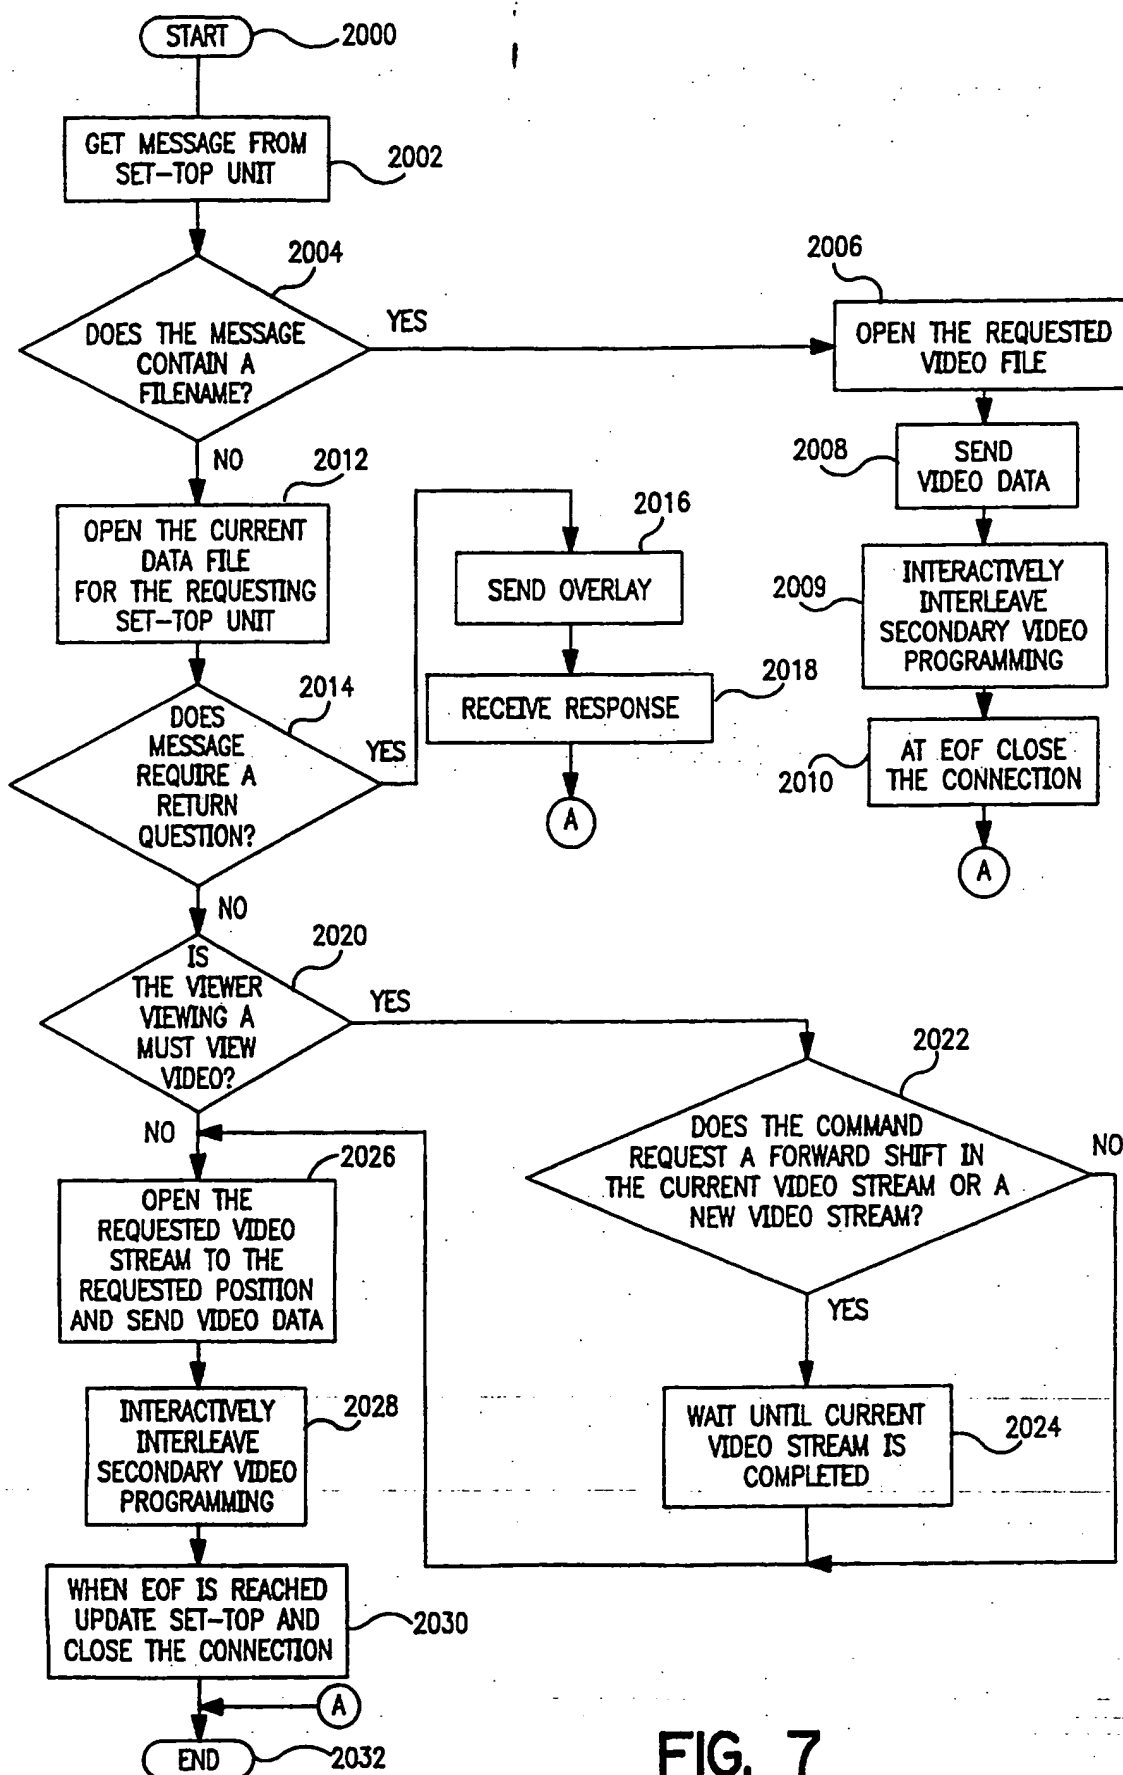 START
2000
GET MESSAGE FROM
SET-TOP UNIT
2002
2004
DOES THE MESSAGE
CONTAIN A
FILENAME?
YES
2006
OPEN THE REQUESTED
VIDEO FILE
2008
SEND
VIDEO DATA
2009
INTERACTIVELY
INTERLEAVE
SECONDARY VIDEO
PROGRAMMING
2010
AT EOF CLOSE
THE CONNECTION
A
NO
2012
OPEN THE CURRENT
DATA FILE
FOR THE REQUESTING
SET-TOP UNIT
2014
DOES
MESSAGE
REQUIRE A
RETURN
QUESTION?
YES
2016
SEND OVERLAY
RECEIVE RESPONSE
2018
A
NO
2020
IS
THE VIEWER
VIEWING A
MUST VIEW
VIDEO?
YES
2022
DOES THE COMMAND
REQUEST A FORWARD SHIFT IN
THE CURRENT VIDEO STREAM OR A
NEW VIDEO STREAM?
NO
YES
WAIT UNTIL CURRENT
VIDEO STREAM IS
COMPLETED
2024
NO
2026
OPEN THE
REQUESTED VIDEO
STREAM TO THE
REQUESTED POSITION
AND SEND VIDEO DATA
INTERACTIVELY
INTERLEAVE
SECONDARY VIDEO
PROGRAMMING
2028
WHEN EOF IS REACHED
UPDATE SET-TOP AND
CLOSE THE CONNECTION
2030
A
END
2032
FIG. 7